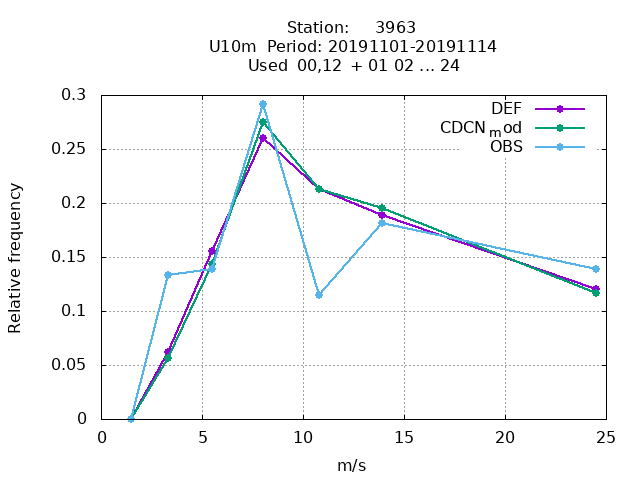 Station:     3963
U10m  Period: 20191101-20191114
Used  00,12  + 01 02 ... 24
0.3
DEF
CDCN_mod
0.25
OBS
0.2
Relative frequency
0.15
0.1
0.05
0
0 5 10 15 20 25
m/s